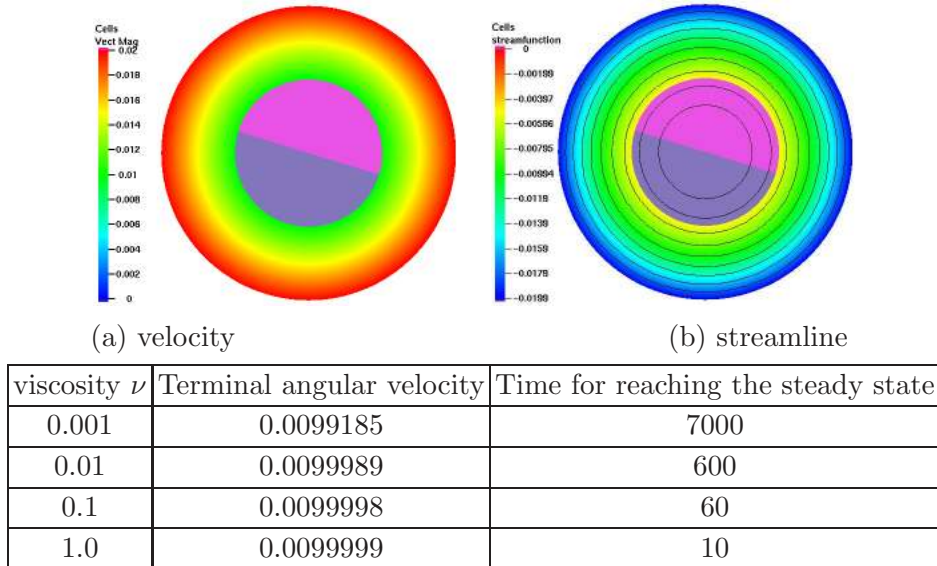 Cells
Vect Mag
0.02
0.018
0.016
0.014
0.012
0.01
0.008
0.006
0.004
0.002
0
Cells
streamfunction
0
-0.00199
-0.00397
-0.00596
-0.00795
-0.00994
-0.0119
-0.0139
-0.0159
-0.0179
-0.0199
(a) velocity
(b) streamline
viscosity ν Terminal angular velocity Time for reaching the steady state
0.001 0.0099185 7000
0.01 0.0099989 600
0.1 0.0099998 60
1.0 0.0099999 10